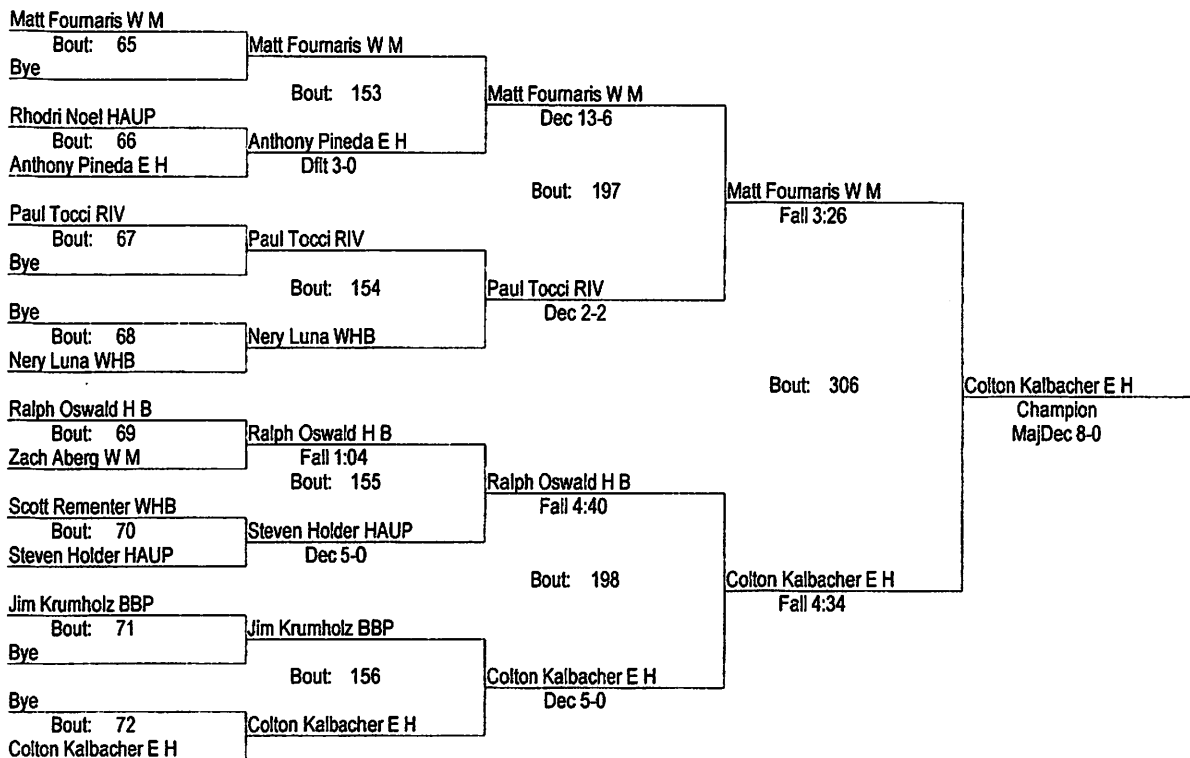 Matt Fournaris W M
Bout: 65
Bye
Matt Fournaris W M
Bout: 153
Rhodri Noel HAUP
Bout: 66
Anthony Pineda E H
Anthony Pineda E H
Dflt 3-0
Matt Fournaris W M
Dec 13-6
Bout: 197
Paul Tocci RIV
Bout: 67
Bye
Paul Tocci RIV
Bout: 154
Bye
Bout: 68
Nery Luna WHB
Nery Luna WHB
Paul Tocci RIV
Dec 2-2
Matt Fournaris W M
Fall 3:26
Bout: 306
Ralph Oswald H B
Bout: 69
Zach Aberg W M
Ralph Oswald H B
Fall 1:04
Bout: 155
Scott Rementer WHB
Bout: 70
Steven Holder HAUP
Steven Holder HAUP
Dec 5-0
Ralph Oswald H B
Fall 4:40
Bout: 198
Jim Krumholz BBP
Bout: 71
Bye
Jim Krumholz BBP
Bout: 156
Bye
Bout: 72
Colton Kalbacher E H
Colton Kalbacher E H
Colton Kalbacher E H
Dec 5-0
Colton Kalbacher E H
Fall 4:34
Colton Kalbacher E H
Champion
MajDec 8-0